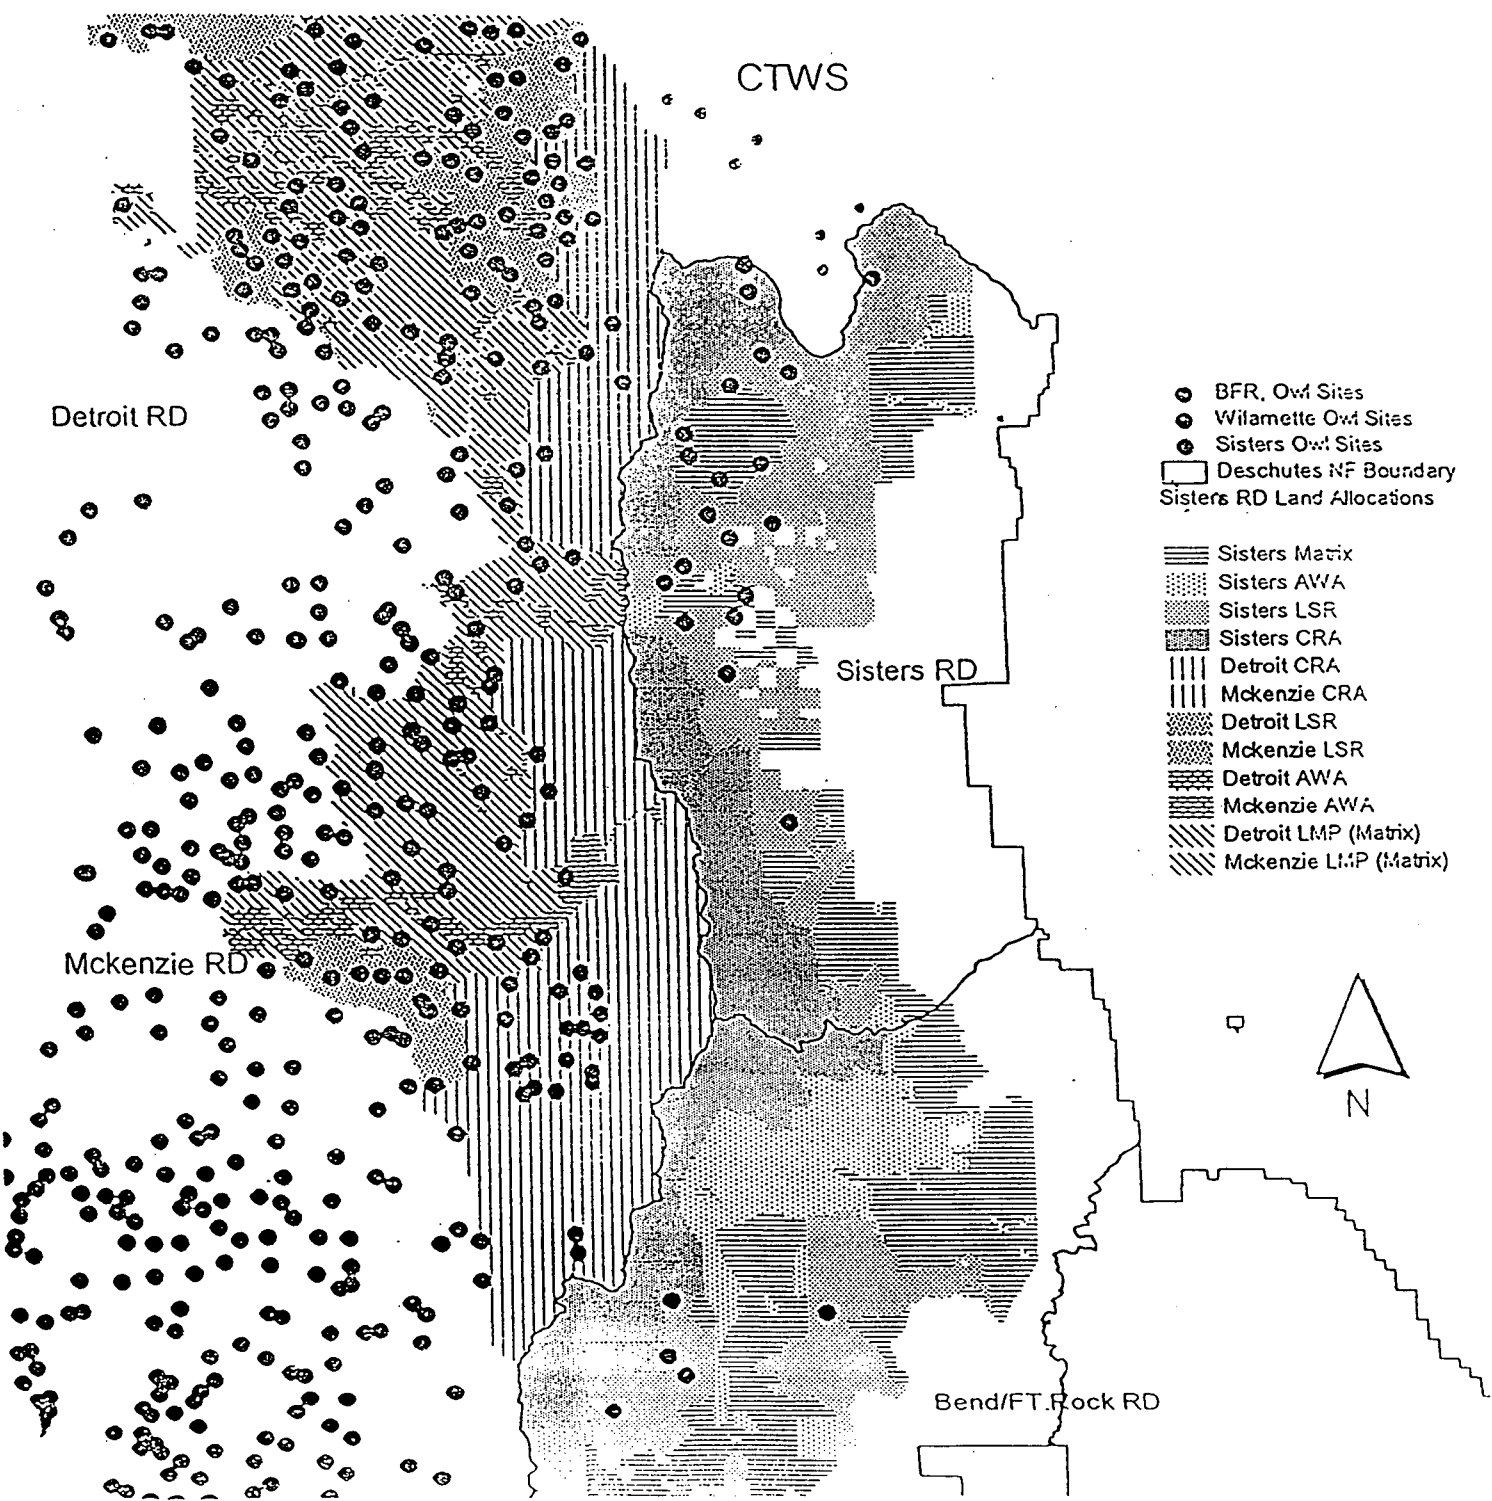 CTWS
Detroit RD
BFR, Owl Sites
Wilamette Owl Sites
Sisters Owl Sites
Deschutes NF Boundary
Sisters RD Land Allocations
Sisters Matrix
Sisters AWA
Sisters LSR
Sisters CRA
Detroit CRA
Mckenzie CRA
Detroit LSR
Mckenzie LSR
Detroit AWA
Mckenzie AWA
Detroit LMP (Matrix)
Mckenzie LMP (Matrix)
Sisters RD
Mckenzie RD
N
Bend/FT.Rock RD